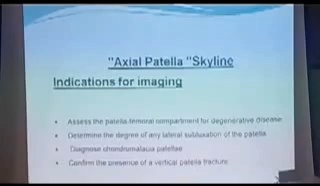 "Axial Patella "Skyline
Indications for imaging
• Assess the patella-femoral compartment for degenerative disease
• Determine the degree of any lateral subluxation of the patella
• Diagnose chondromalacia patellae
• Confirm the presence of a vertical patella fracture